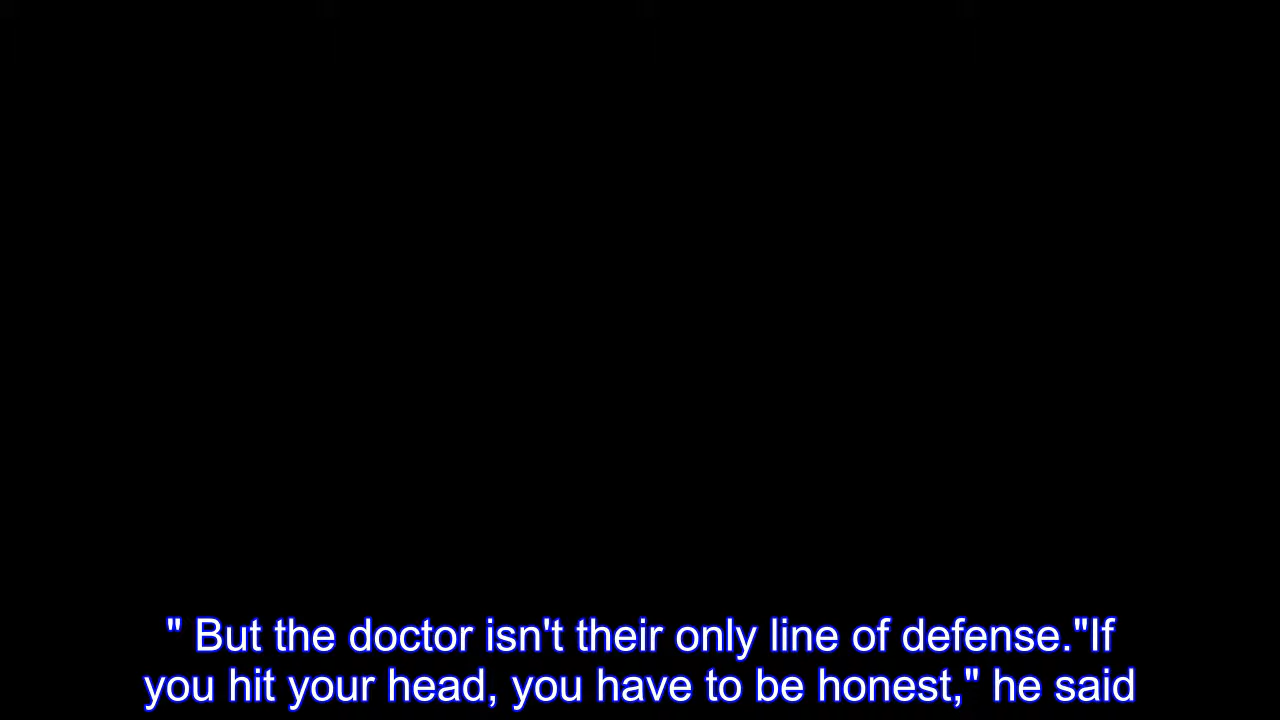 " But the doctor isn't their only line of defense."If
you hit your head, you have to be honest," he said